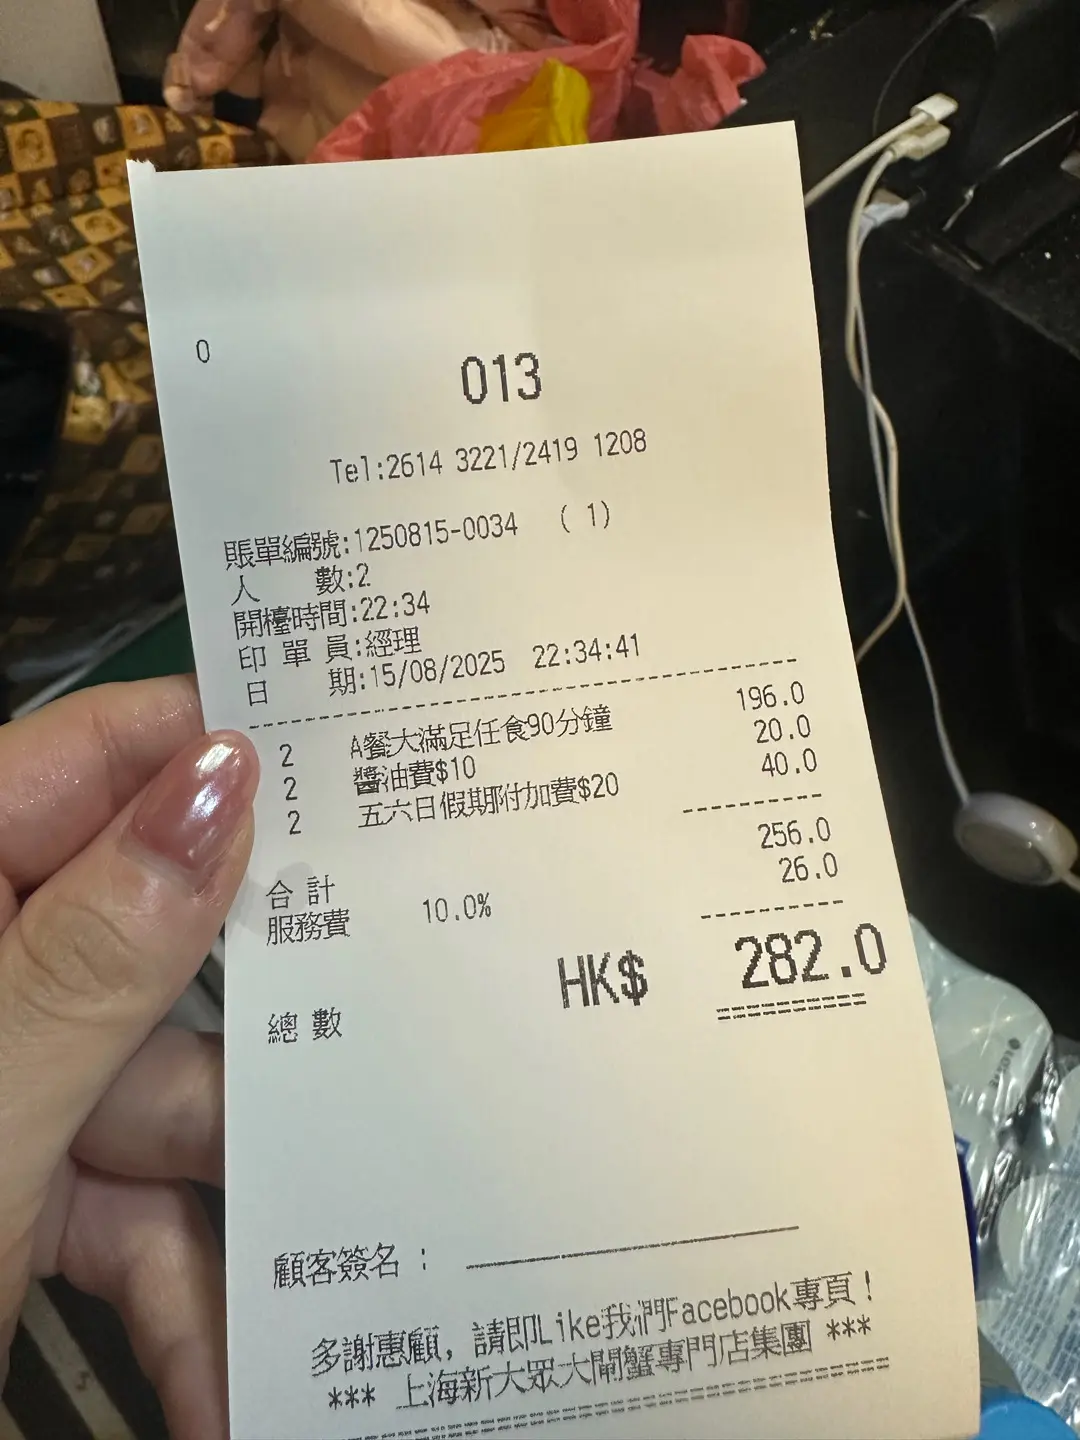 0
013
Tel:2614 3221/2419 1208
賬單編號:1250815-0034 ( 1)
人 數:2
開檯時間:22:34
印 單 員:經理
日 期:15/08/2025 22:34:41
2 A餐大滿足任食90分鐘 196.0
2 醬油費$10 20.0
2 五六日假期附加費$20 40.0
合 計 256.0
服務費 10.0% 26.0
總 數 HK$ 282.0
顧客簽名 :
多謝惠顧, 請即Like我們Facebook專頁!
*** 上海新大眾大閘蟹專門店集團 ***